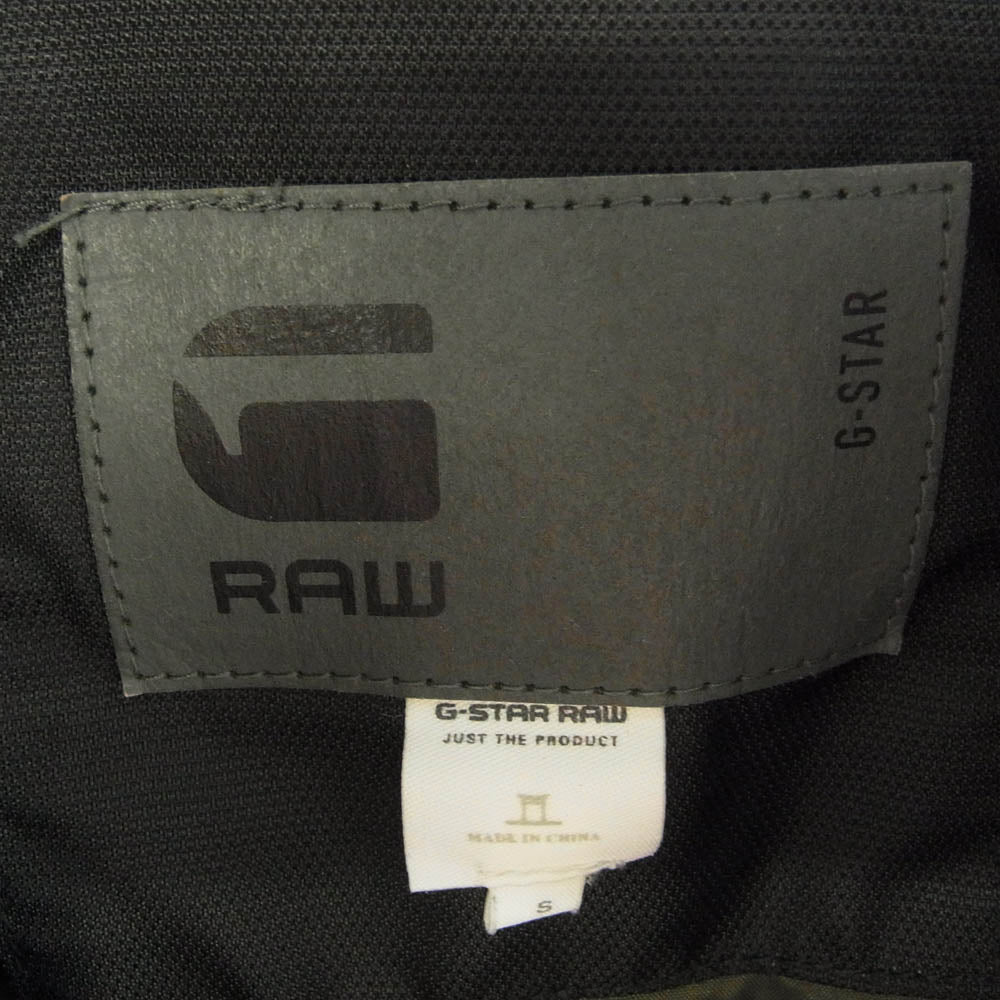 G-STAR
RAW
G-STAR RAW
JUST THE PRODUCT
MADE IN CHINA
S